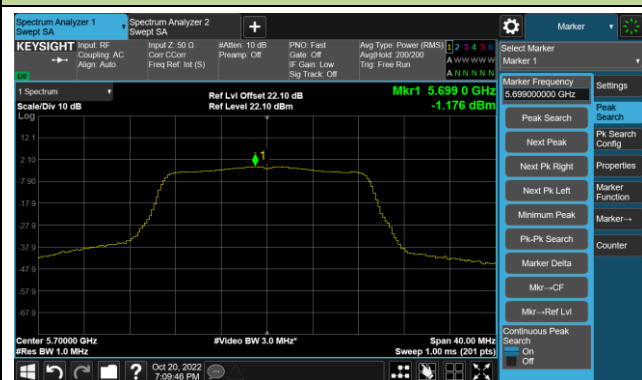 Spectrum Analyzer 1
Swept SA
Spectrum Analyzer 2
Swept SA
Marker
KEYSIGHT
Input: RF
Coupling: AC
Align: Auto
Input Z: 50 Ω
Corr CCorr
Freq Ref: Int (S)
#Atten: 10 dB
Preamp: Off
PNO: Fast
Gate: Off
IF Gain: Low
Sig Track: Off
Avg Type: Power (RMS)
Avg|Hold: 200/200
Trig: Free Run
1 2 3 4 5 6
A W W W W W
A N N N N N
Select Marker
Marker 1
1 Spectrum
Scale/Div 10 dB
Log
Ref Lvl Offset 22.10 dB
Ref Level 22.10 dBm
Mkr1 5.699 0 GHz
-1.176 dBm
12.1
2.10
-7.90
-17.9
-27.9
-37.9
-47.9
-57.9
-67.9
1
Center 5.70000 GHz
#Res BW 1.0 MHz
#Video BW 3.0 MHz*
Span 40.00 MHz
Sweep 1.00 ms (201 pts)
Marker Frequency
5.699000000 GHz
Peak Search
Next Peak
Next Pk Right
Next Pk Left
Minimum Peak
Pk-Pk Search
Marker Delta
Mkr→CF
Mkr→Ref Lvl
Continuous Peak
Search
On
Off
Settings
Peak
Search
Pk Search
Config
Properties
Marker
Function
Marker→
Counter
Oct 20, 2022
7:09:46 PM